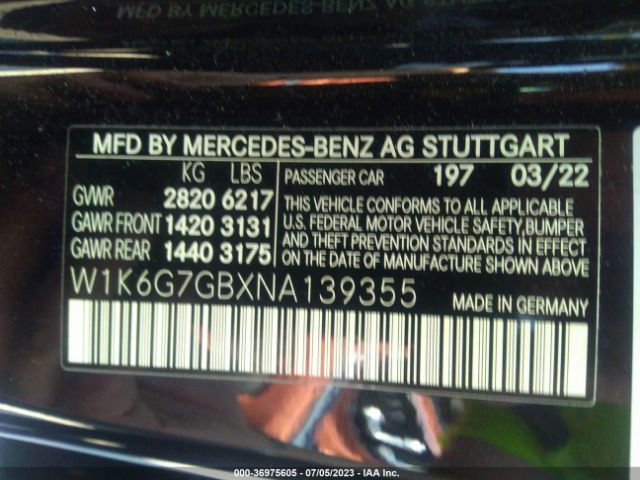 MFD BY MERCEDES-BENZ AG STUTTGART
KG LBS
GVWR 2820 6217
GAWR FRONT 1420 3131
GAWR REAR 1440 3175
PASSENGER CAR 197 03/22
THIS VEHICLE CONFORMS TO ALL APPLICABLE
U.S. FEDERAL MOTOR VEHICLE SAFETY,BUMPER
AND THEFT PREVENTION STANDARDS IN
EFFECT ON THE DATE OF MANUFACTURE
SHOWN ABOVE
W1K6G7GBXNA139355
MADE IN GERMANY
000-36975605 - 07/05/2023 - IAA Inc.